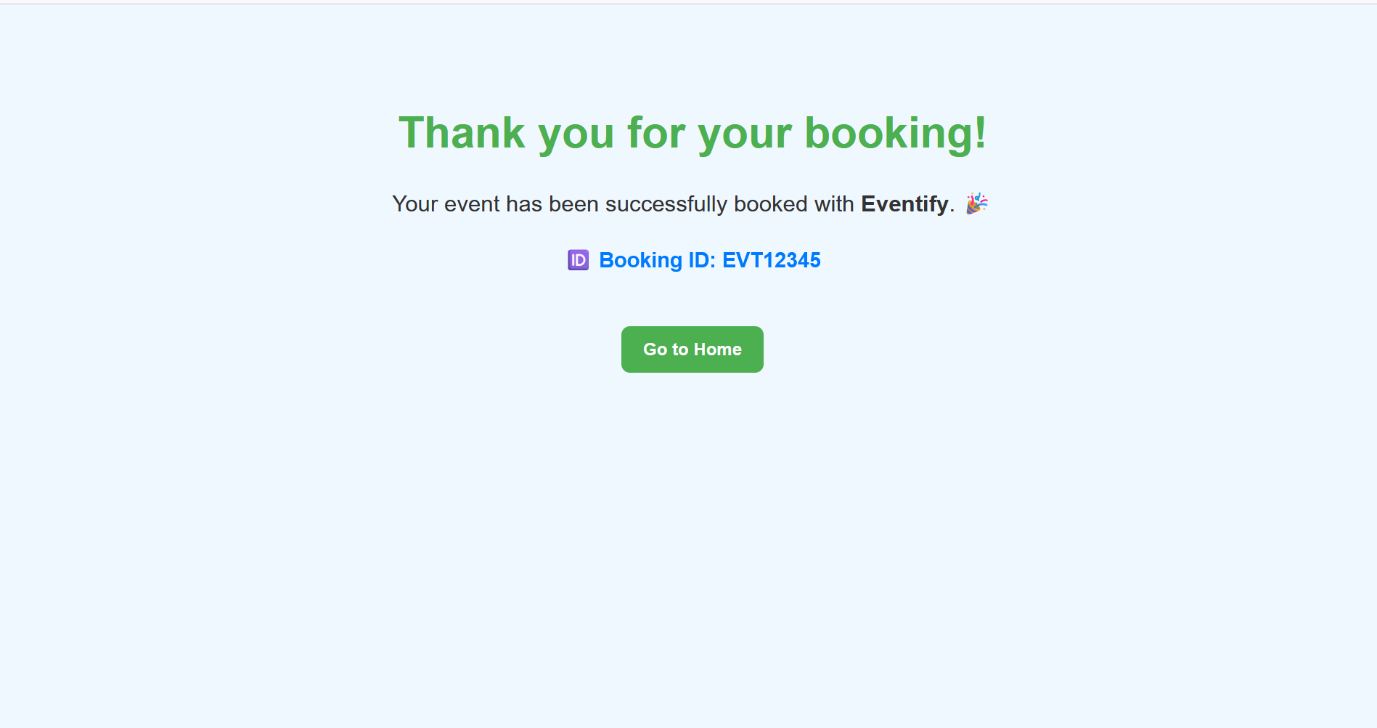 Thank you for your booking!
Your event has been successfully booked with Eventify. 🎉
🆔 Booking ID: EVT12345
Go to Home